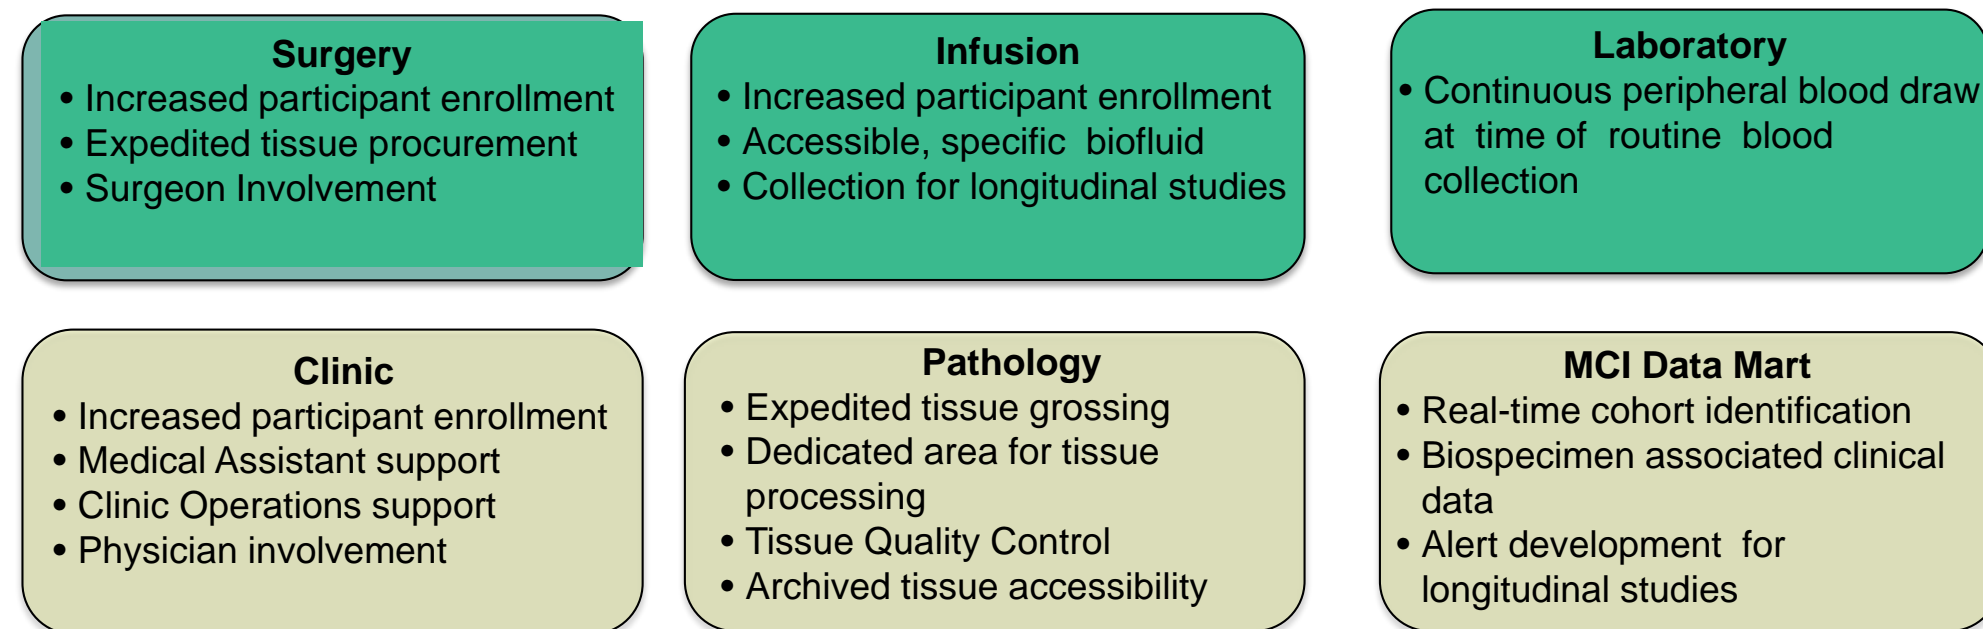 Surgery
• Increased participant enrollment
• Expedited tissue procurement
• Surgeon Involvement
Infusion
• Increased participant enrollment
• Accessible, specific biofluid
• Collection for longitudinal studies
Laboratory
• Continuous peripheral blood draw
at time of routine blood
collection
Clinic
• Increased participant enrollment
• Medical Assistant support
• Clinic Operations support
• Physician involvement
Pathology
• Expedited tissue grossing
• Dedicated area for tissue
processing
• Tissue Quality Control
• Archived tissue accessibility
MCI Data Mart
• Real-time cohort identification
• Biospecimen associated clinical
data
• Alert development for
longitudinal studies